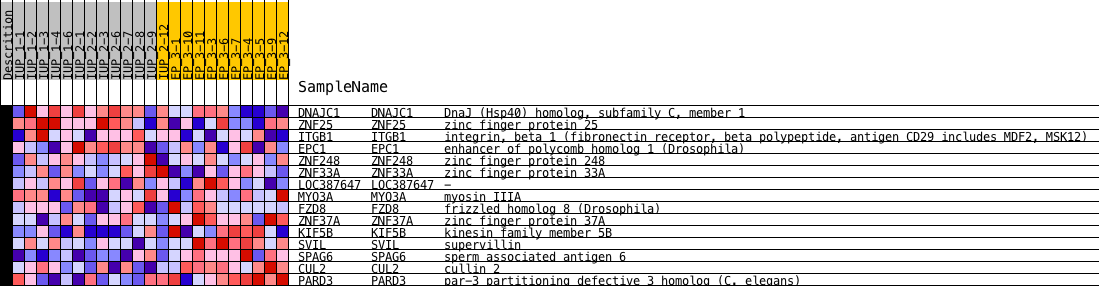 Descrition
IUP_1-1
IUP_1-2
IUP_1-3
IUP_1-4
IUP_1-6
IUP_2-1
IUP_2-2
IUP_2-3
IUP_2-6
IUP_2-7
IUP_2-8
IUP_2-9
IUP_2-12
EP_3-1
EP_3-10
EP_3-11
EP_3-3
EP_3-6
EP_3-7
EP_3-4
EP_3-5
EP_3-9
EP_3-12
SampleName
DNAJC1 DNAJC1 DnaJ (Hsp40) homolog, subfamily C, member 1
ZNF25 ZNF25 zinc finger protein 25
ITGB1 ITGB1 integrin, beta 1 (fibronectin receptor, beta polypeptide, antigen CD29 includes MDF2, MSK12)
EPC1 EPC1 enhancer of polycomb homolog 1 (Drosophila)
ZNF248 ZNF248 zinc finger protein 248
ZNF33A ZNF33A zinc finger protein 33A
LOC387647 LOC387647 -
MYO3A MYO3A myosin IIIA
FZD8 FZD8 frizzled homolog 8 (Drosophila)
ZNF37A ZNF37A zinc finger protein 37A
KIF5B KIF5B kinesin family member 5B
SVIL SVIL supervillin
SPAG6 SPAG6 sperm associated antigen 6
CUL2 CUL2 cullin 2
PARD3 PARD3 par-3 partitioning defective 3 homolog (C. elegans)